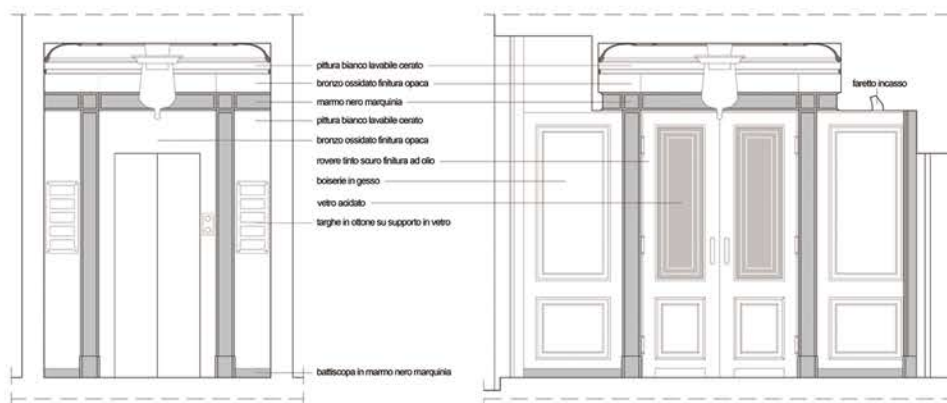 pittura bianco lavabile cerato
bronzo ossidato finitura opaca
faretto incasso
marmo nero marquinia
pittura bianco lavabile cerato
bronzo ossidato finitura opaca
rovere tinto scuro finitura ad olio
boiserie in gesso
vetro acidato
targhe in ottone su supporto in vetro
battiscopa in marmo nero marquinia